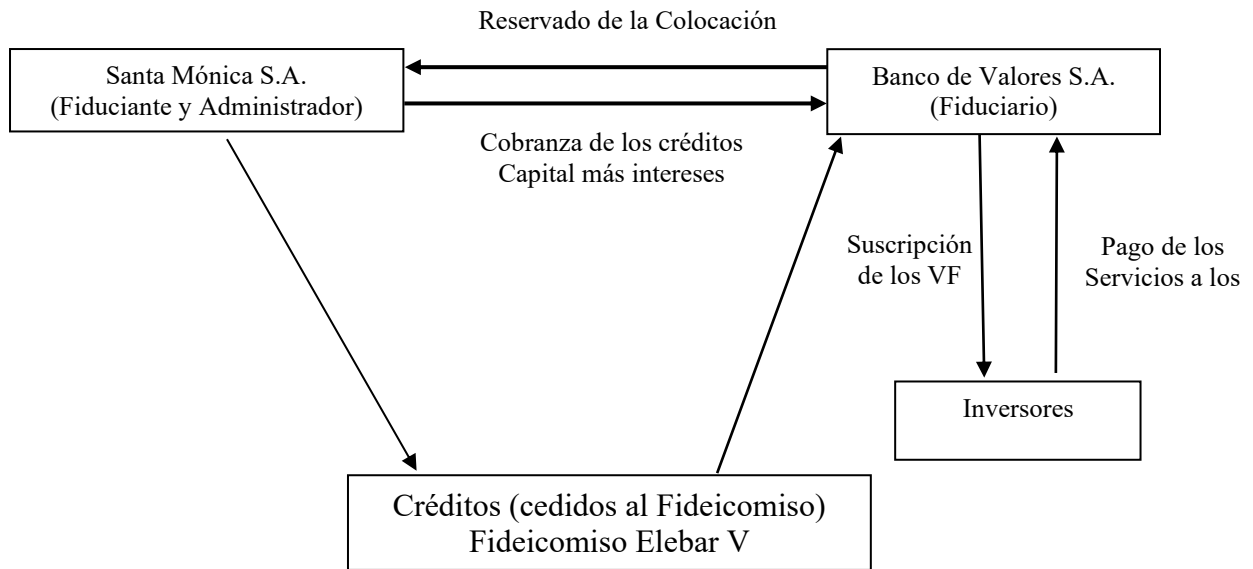 Reservado de la Colocación
Santa Mónica S.A.
(Fiduciante y Administrador)
Banco de Valores S.A.
(Fiduciario)
Cobranza de los créditos
Capital más intereses
Suscripción
de los VF
Pago de los
Servicios a los
Inversores
Créditos (cedidos al Fideicomiso)
Fideicomiso Elebar V